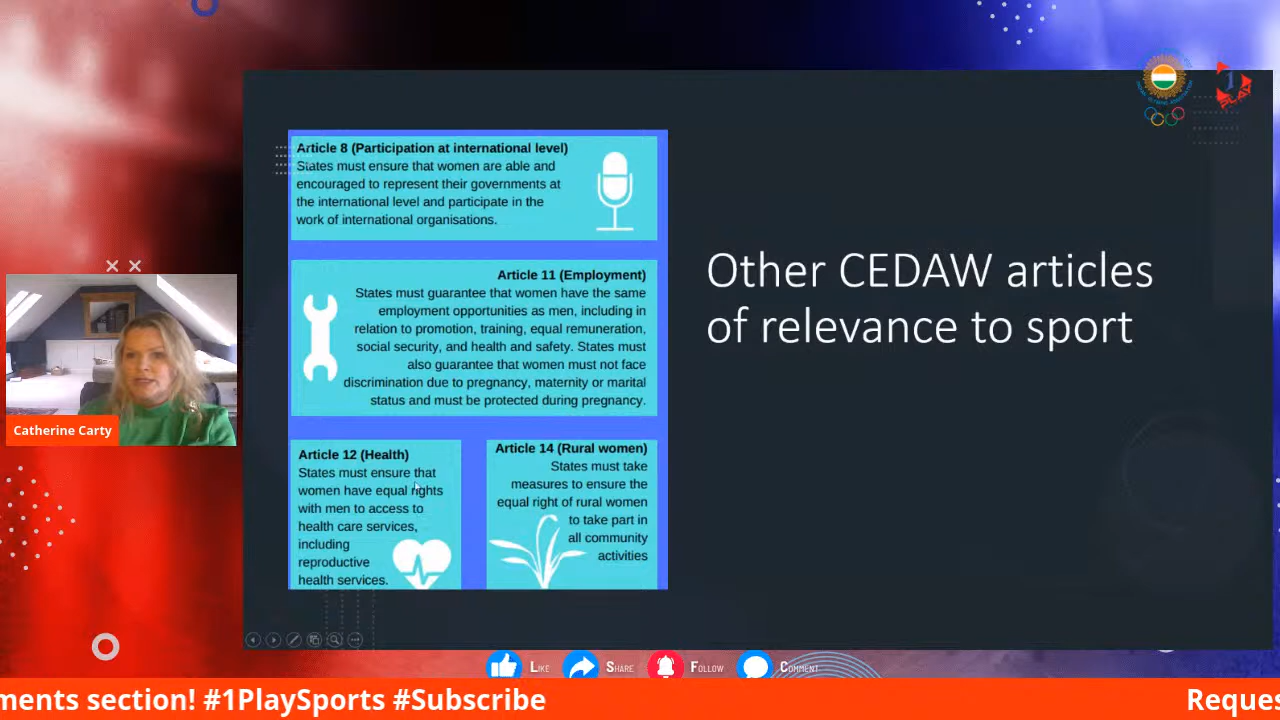 Article 8 (Participation at international level)
States must ensure that women are able and
encouraged to represent their governments at
the international level and participate in the
work of international organisations.
Article 11 (Employment)
States must guarantee that women have the same
employment opportunities as men, including in
relation to promotion, training, equal remuneration,
social security, and health and safety. States must
also guarantee that women must not face
discrimination due to pregnancy, maternity or marital
status and must be protected during pregnancy.
Article 12 (Health)
States must ensure that
women have equal rights
with men to access to
health care services,
including
reproductive
health services.
Article 14 (Rural women)
States must take
measures to ensure the
equal right of rural women
to take part in
all community
activities
Other CEDAW articles
of relevance to sport
1
PLAY
Catherine Carty
Like
Share
Follow
Comment
ments section! #1PlaySports #Subscribe
Reques